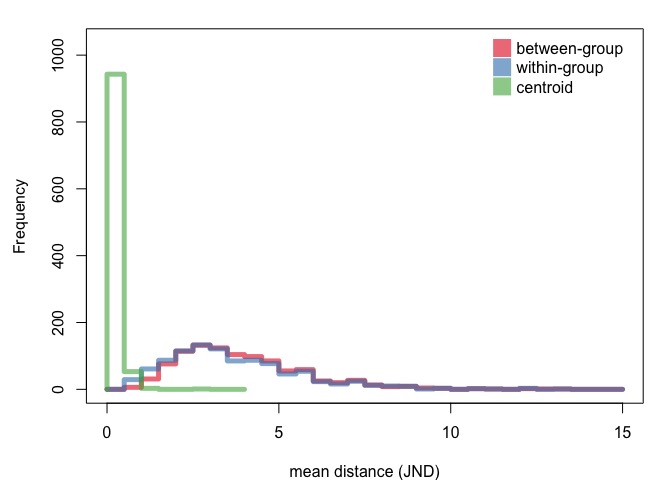 between-group
within-group
centroid
1000
800
600
400
200
0
Frequency
0 5 10 15
mean distance (JND)